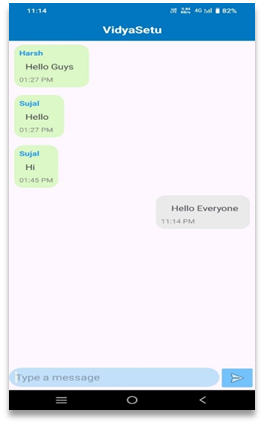 11:14
4G 82%
VidyaSetu
Harsh
Hello Guys
01:27 PM
Sujal
Hello
01:27 PM
Sujal
Hi
01:45 PM
Hello Everyone
11:14 PM
Type a message